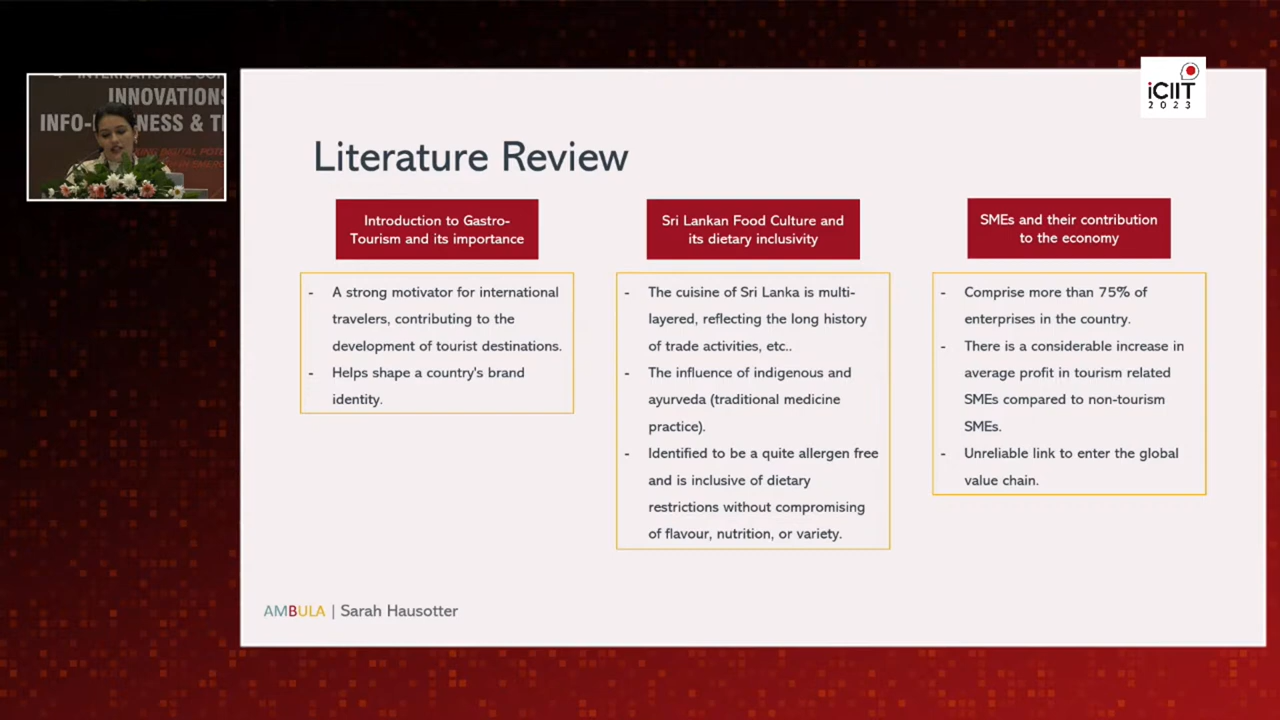 INTERNATIONAL
INNOVATIONS
INFO-
NESS &
iCIIT
2023
Literature Review
Introduction to Gastro-
Tourism and its importance
- A strong motivator for international
travelers, contributing to the
development of tourist destinations.
- Helps shape a country's brand
identity.
Sri Lankan Food Culture and
its dietary inclusivity
- The cuisine of Sri Lanka is multi-
layered, reflecting the long history
of trade activities, etc..
- The influence of indigenous and
ayurveda (traditional medicine
practice).
- Identified to be a quite allergen free
and is inclusive of dietary
restrictions without compromising
of flavour, nutrition, or variety.
SMEs and their contribution
to the economy
- Comprise more than 75% of
enterprises in the country.
- There is a considerable increase in
average profit in tourism related
SMEs compared to non-tourism
SMEs.
- Unreliable link to enter the global
value chain.
AMBULA | Sarah Hausotter